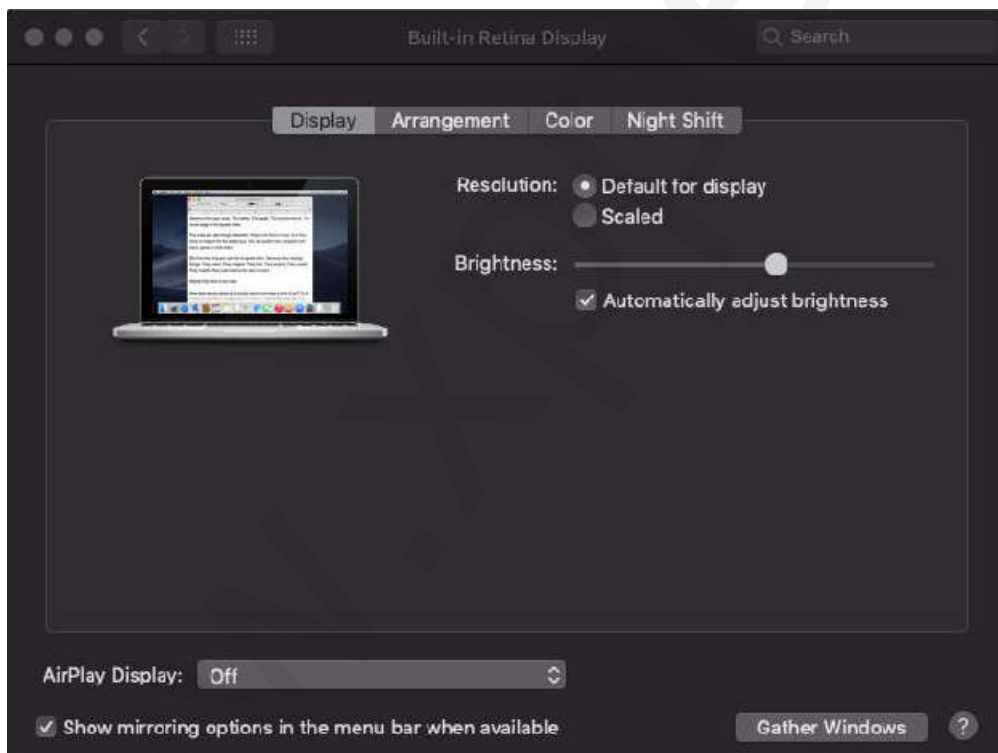 Built-in Retina Display
Search
Display Arrangement Color Night Shift
Resolution: Default for display
Scaled
Brightness:
Automatically adjust brightness
AirPlay Display: Off
Show mirroring options in the menu bar when available
Gather Windows ?